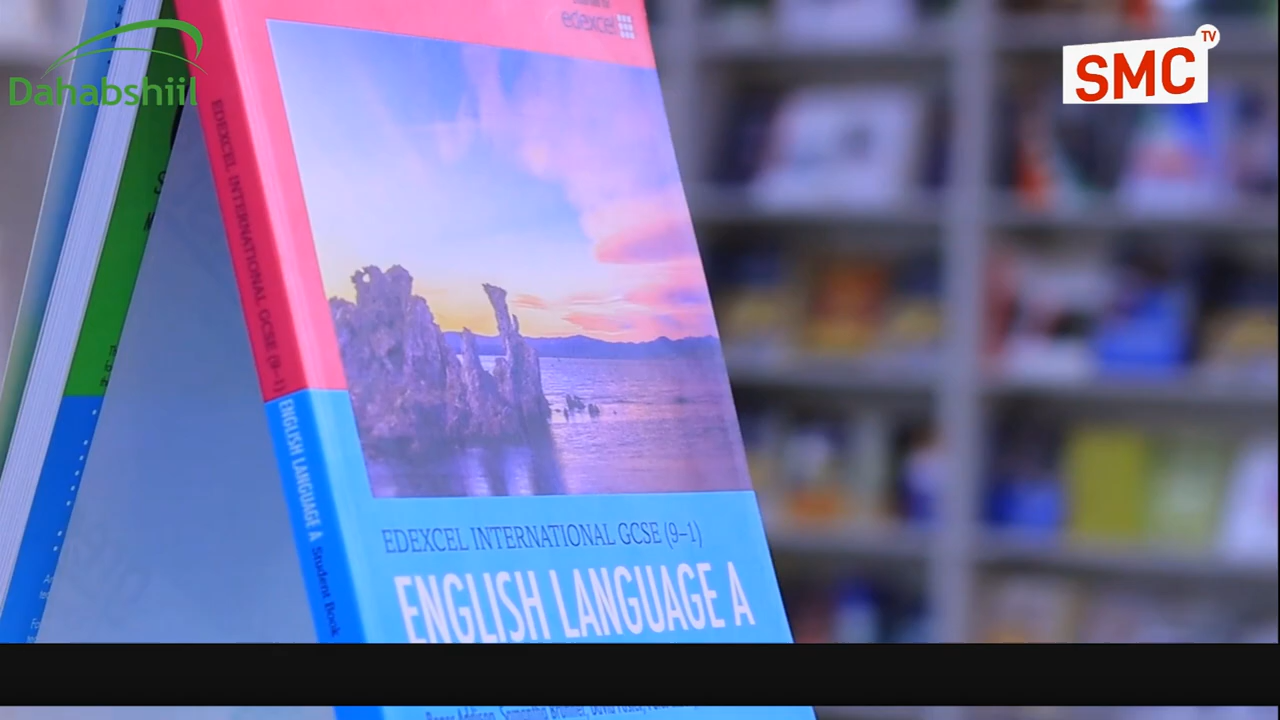 Dahabshiil
SMC TV
edexcel
EDEXCEL INTERNATIONAL GCSE (9–1)
ENGLISH LANGUAGE A Student Book
EDEXCEL INTERNATIONAL GCSE (9–1)
ENGLISH LANGUAGE A